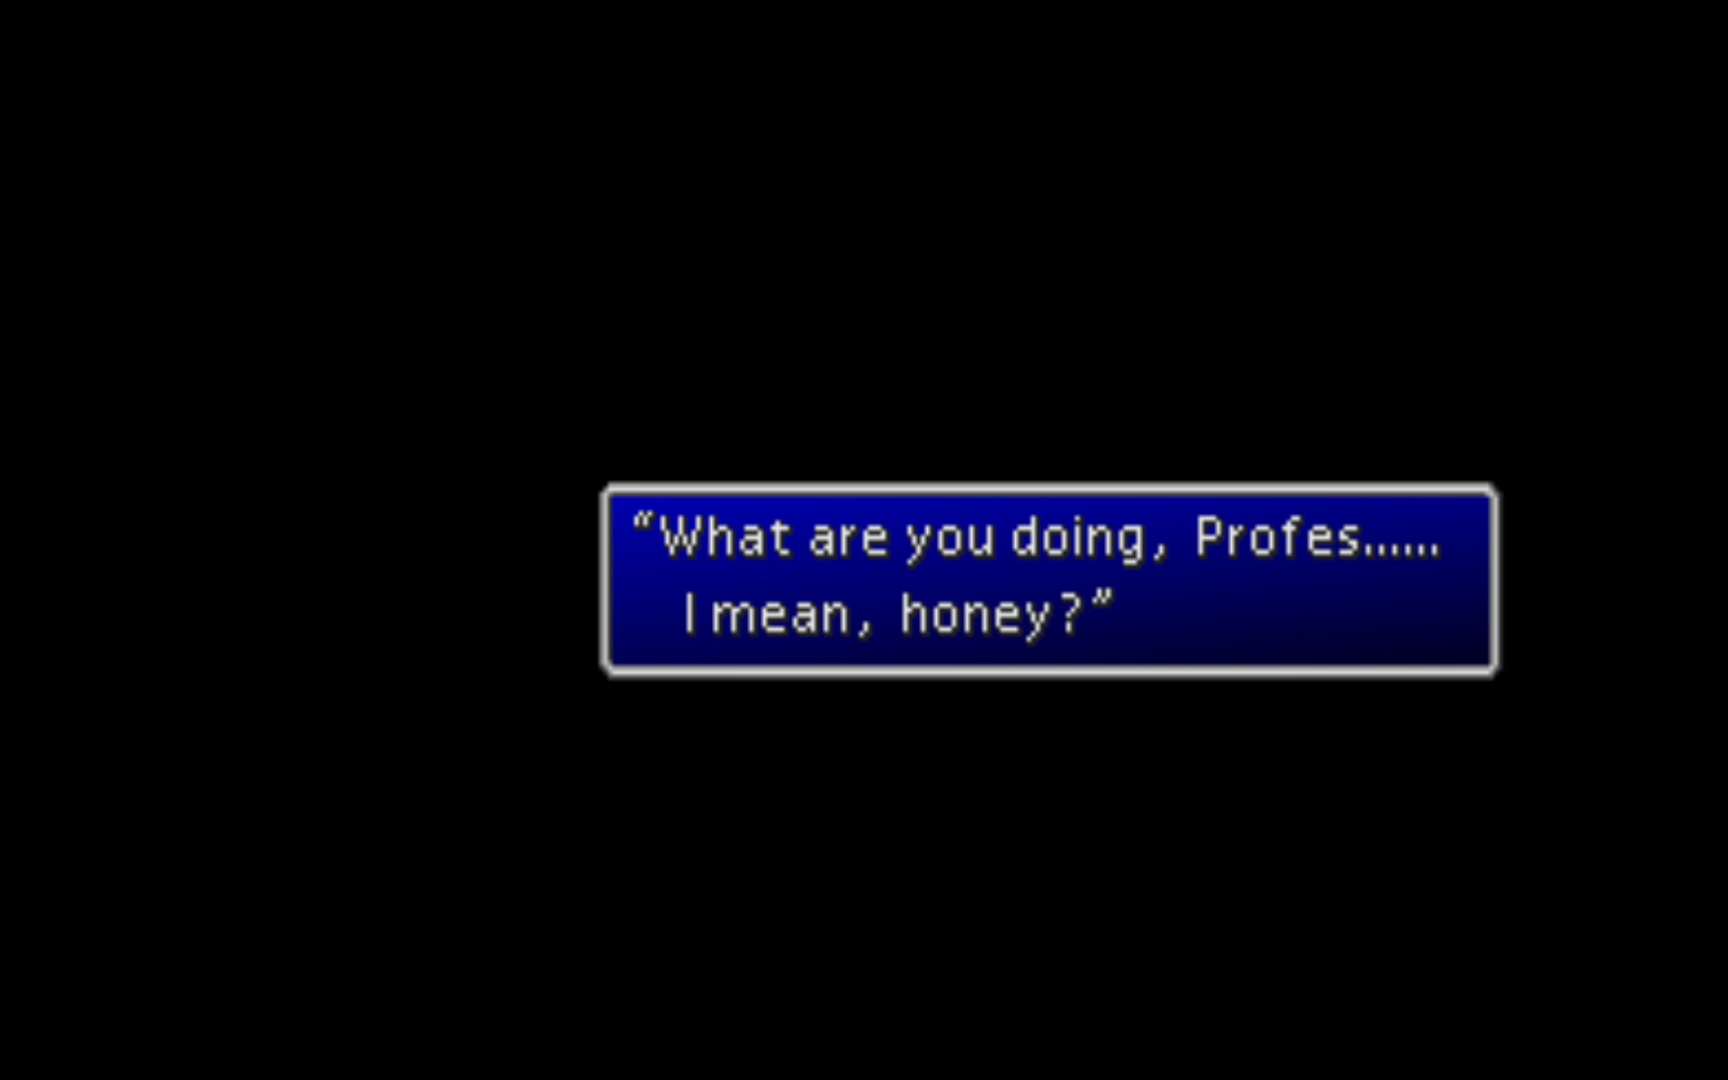 “What are you doing, Profes......
I mean, honey?”